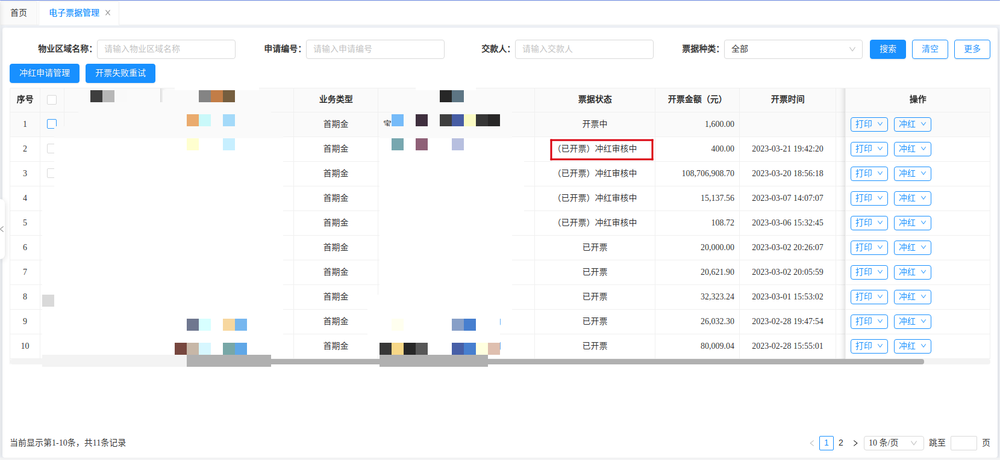 首页 电子票据管理
物业区域名称: 请输入物业区域名称 申请编号: 请输入申请编号 交款人: 请输入交款人 票据种类: 全部 搜索 清空 更多
冲红申请管理 开票失败重试
序号 业务类型 票据状态 开票金额（元） 开票时间 操作
1 首期金 开票中 1,600.00 打印 冲红
2 首期金 （已开票）冲红审核中 400.00 2023-03-21 19:42:20 打印 冲红
3 首期金 （已开票）冲红审核中 108,706,908.70 2023-03-20 18:56:18 打印 冲红
4 首期金 （已开票）冲红审核中 15,137.56 2023-03-07 14:07:07 打印 冲红
5 首期金 （已开票）冲红审核中 108.72 2023-03-06 15:32:45 打印 冲红
6 首期金 已开票 20,000.00 2023-03-02 20:26:07 打印 冲红
7 首期金 已开票 20,621.90 2023-03-02 20:05:59 打印 冲红
8 首期金 已开票 32,323.24 2023-03-01 15:53:02 打印 冲红
9 首期金 已开票 26,032.30 2023-02-28 19:47:54 打印 冲红
10 首期金 已开票 80,009.04 2023-02-28 15:55:01 打印 冲红
当前显示第1-10条，共11条记录 1 2 10 条/页 跳至 页